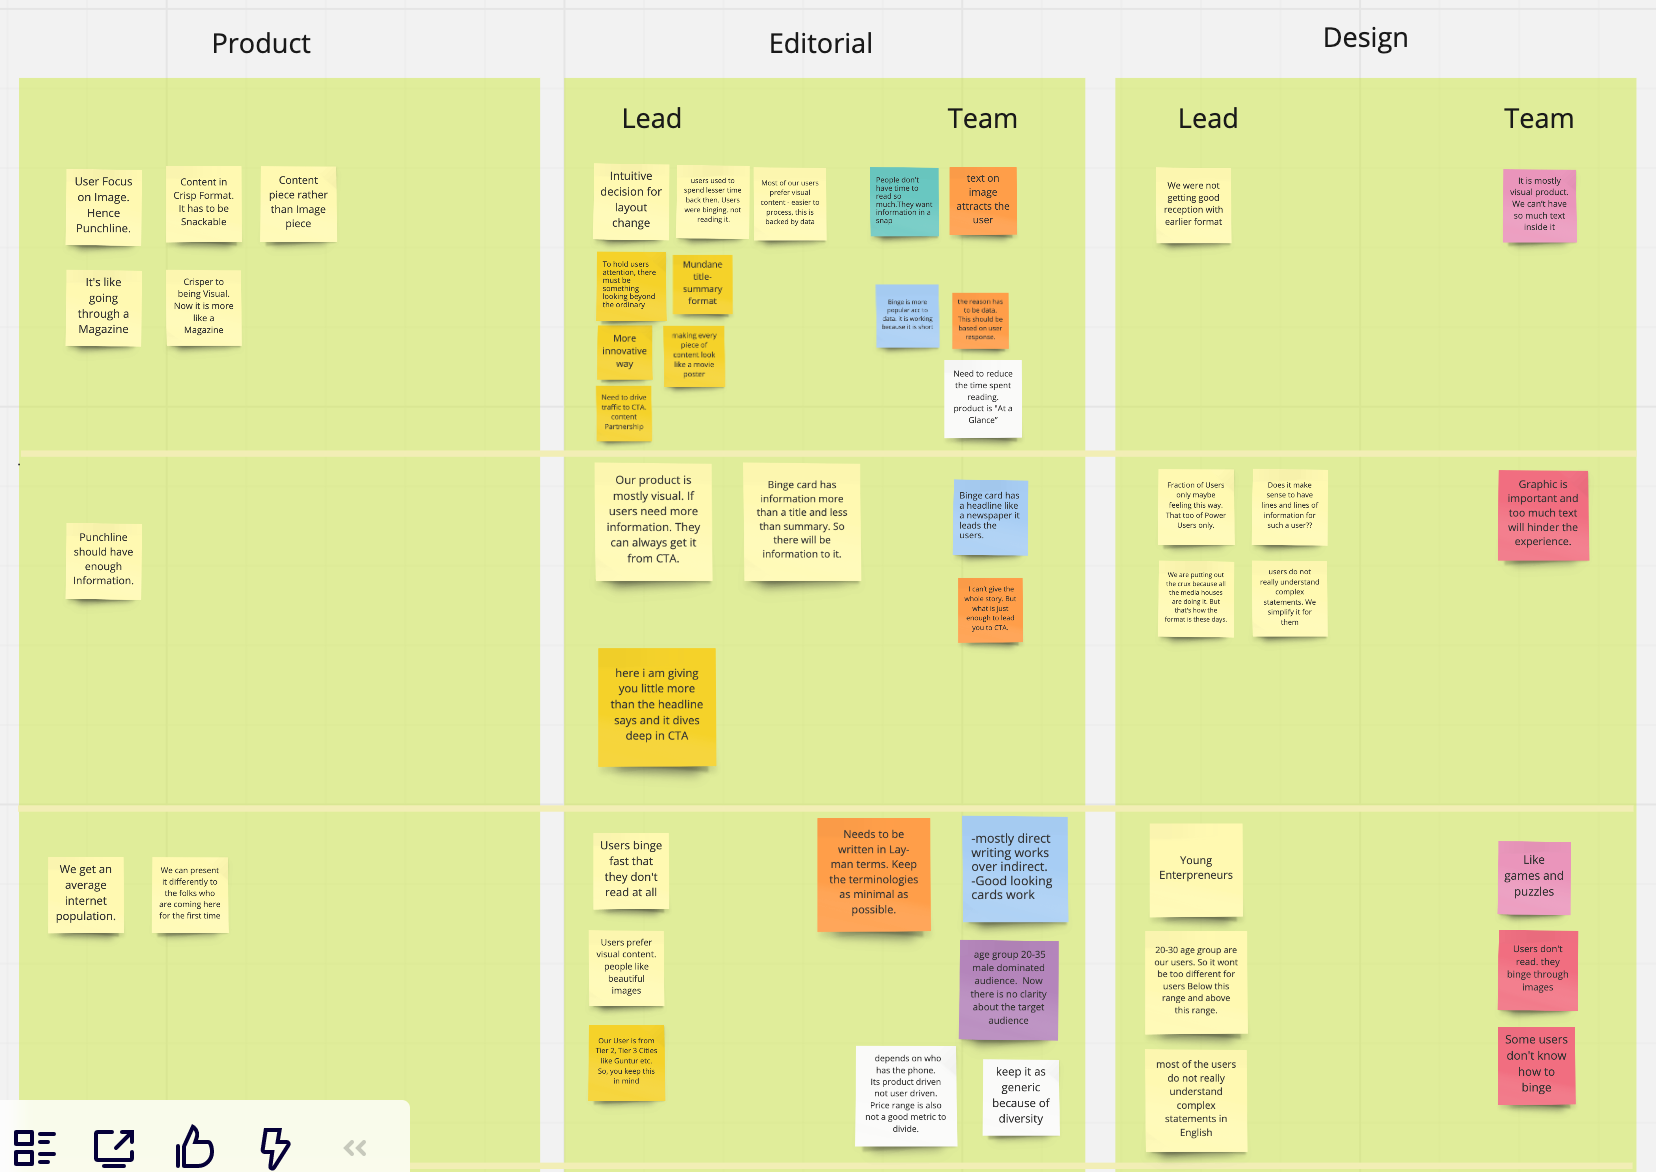 Product
Editorial
Design
Lead
Team
Lead
Team
User Focus
on Image.
Hence
Punchline.
Content in
Crisp Format.
It has to be
Snackable
Content
piece rather
than Image
piece
It's like
going
through a
Magazine
Crisper to
being Visual.
Now it is more
like a
Magazine
Intuitive
decision for
layout
change
users used to
spend lesser time
back then. Users
were binging, not
reading it.
Most of our users
prefer visual
content - easier to
process, this is
backed by data
To hold users
attention, there
must be
something
looking beyond
the ordinary
Mundane
title-
summary
format
More
innovative
way
making every
piece of
content look
like a movie
poster
Need to drive
traffic to CTA.
content
Partnership
People don't
have time to
read so
much.They want
information in a
snap
text on
image
attracts the
user
Binge is more
popular acc to
data. it is working
because it is short
the reason has
to be data.
This should be
based on user
response.
Need to reduce
the time spent
reading.
product is "At a
Glance"
We were not
getting good
reception with
earlier format
It is mostly
visual product.
We can't have
so much text
inside it
Punchline
should have
enough
Information.
Our product is
mostly visual. If
users need more
information. They
can always get it
from CTA.
Binge card has
information more
than a title and less
than summary. So
there will be
information to it.
here i am giving
you little more
than the headline
says and it dives
deep in CTA
Binge card has
a headline like
a newspaper it
leads the
users.
I can't give the
whole story. But
what is just
enough to lead
you to CTA.
Fraction of Users
only maybe
feeling this way.
That too of Power
Users only.
Does it make
sense to have
lines and lines of
information for
such a user??
We are putting out
the crux because all
the media houses
are doing it. But
that's how the
format is these days.
users do not
really understand
complex
statements. We
simplify it for
them
Graphic is
important and
too much text
will hinder the
experience.
We get an
average
internet
population.
We can present
it differently to
the folks who
are coming here
for the first time
Users binge
fast that
they don't
read at all
Users prefer
visual content.
people like
beautiful
images
Our User is from
Tier 2, Tier 3 Cities
like Guntur etc.
So, you keep this
in mind
Needs to be
written in Lay-
man terms. Keep
the terminologies
as minimal as
possible.
-mostly direct
writing works
over indirect.
-Good looking
cards work
age group 20-35
male dominated
audience. Now
there is no clarity
about the target
audience
depends on who
has the phone.
Its product driven
not user driven.
Price range is also
not a good metric to
divide.
keep it as
generic
because of
diversity
Young
Enterpreneurs
20-30 age group are
our users. So it wont
be too different for
users Below this
range and above
this range.
most of the users
do not really
understand
complex
statements in
English
Like
games and
puzzles
Users don't
read. they
binge through
images
Some users
don't know
how to
binge